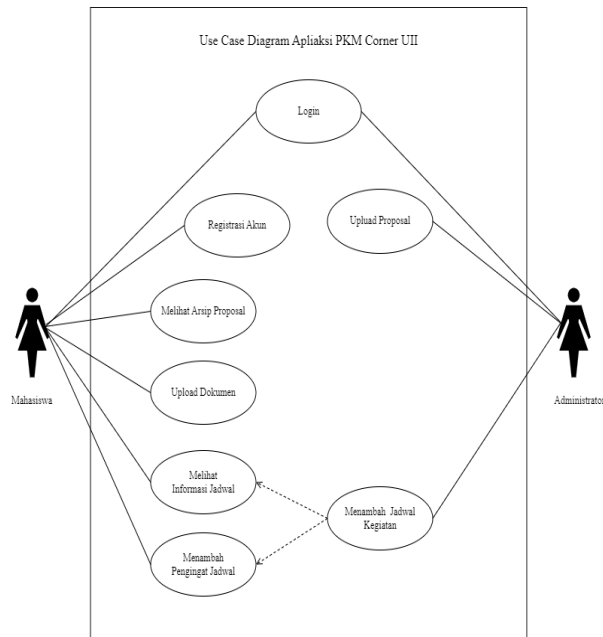 Use Case Diagram Apliaksi PKM Corner UII
Login
Registrasi Akun
Upluad Proposal
Melihat Arsip Proposal
Mahasiswa
Administrator
Upload Dokumen
Melihat
Informasi Jadwal
Menambah Jadwal
Kegiatan
Menambah
Pengingat Jadwal